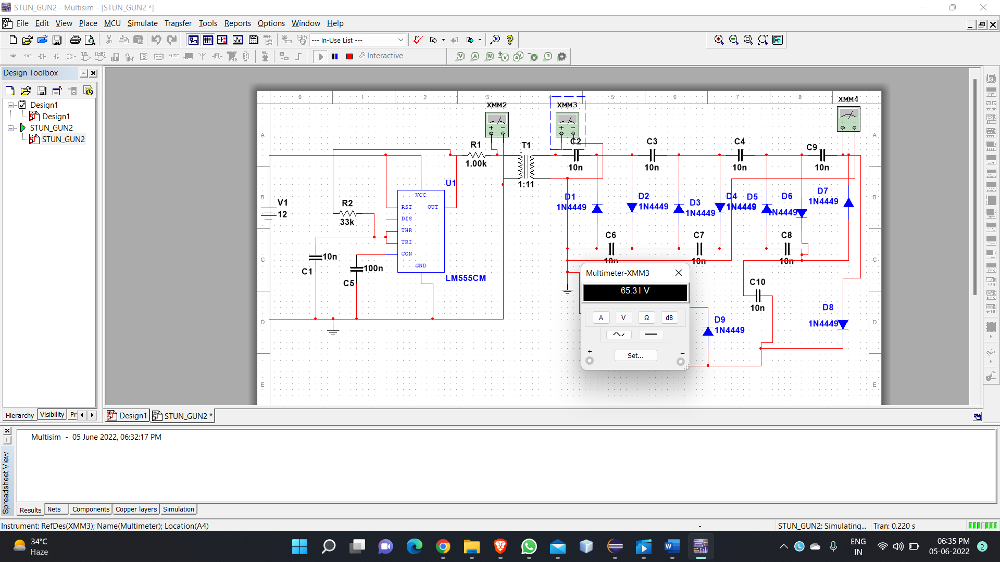 STUN_GUN2 - Multisim - [STUN_GUN2 *]
File Edit View Place MCU Simulate Transfer Tools Reports Options Window Help
--- In-Use List ---
MISC
Interactive
Design Toolbox
Design1
Design1
STUN_GUN2
STUN_GUN2
Hierarchy Visibility Pr
0 1 2 3 4 5 6 7 8
A
B
C
D
E
A
B
C
D
E
XMM2
XMM3
XMM4
R1
1.00k
T1
1:11
C2
10n
C3
10n
C4
10n
C9
10n
U1
VCC
RST
OUT
DIS
THR
TRI
CON
GND
LM555CM
V1
12
R2
33k
10n
C1
100n
C5
D1
1N4449
D2
1N4449
D3
1N4449
D4
1N4449
D5
D6
1N4449
D7
1N4449
C6
10n
C7
10n
C8
10n
C10
10n
D8
1N4449
D9
1N4449
Multimeter-XMM3
65.31 V
A V Ω dB
+ –
Set...
Design1 STUN_GUN2 *
Multisim - 05 June 2022, 06:32:17 PM
Spreadsheet View
Results Nets Components Copper layers Simulation
Instrument: RefDes(XMM3); Name(Multimeter); Location(A4)
-
STUN_GUN2: Simulating... Tran: 0.220 s
34°C
Haze
ENG
IN
06:35 PM
05-06-2022
2